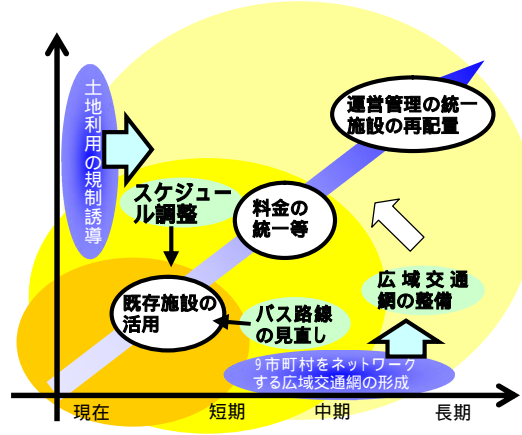 土地利用の規制誘導
運営管理の統一
施設の再配置
スケジュー
ル調整
料金の
統一等
既存施設の
活用
バス路線
の見直し
広域交通
網の整備
9市町村をネットワーク
する広域交通網の形成
現在
短期
中期
長期